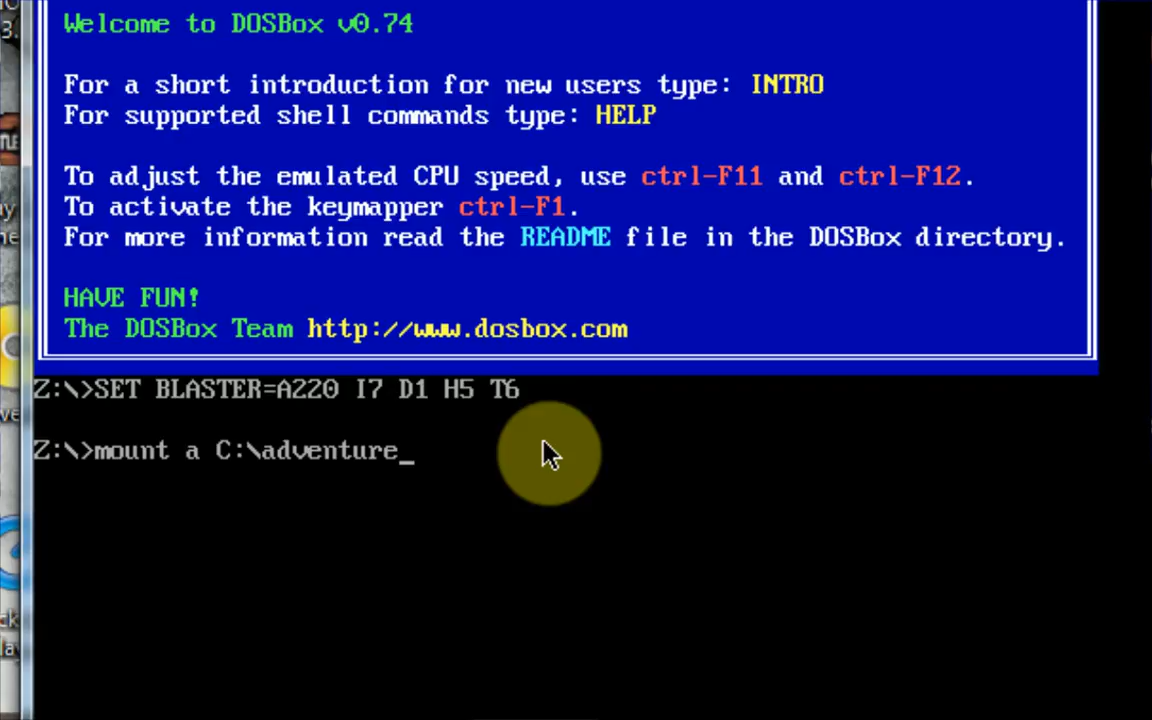 Welcome to DOSBox v0.74
For a short introduction for new users type: INTRO
For supported shell commands type: HELP
To adjust the emulated CPU speed, use ctrl-F11 and ctrl-F12.
To activate the keymapper ctrl-F1.
For more information read the README file in the DOSBox directory.
HAVE FUN!
The DOSBox Team http://www.dosbox.com
Z:\>SET BLASTER=A220 I7 D1 H5 T6
Z:\>mount a C:\adventure_